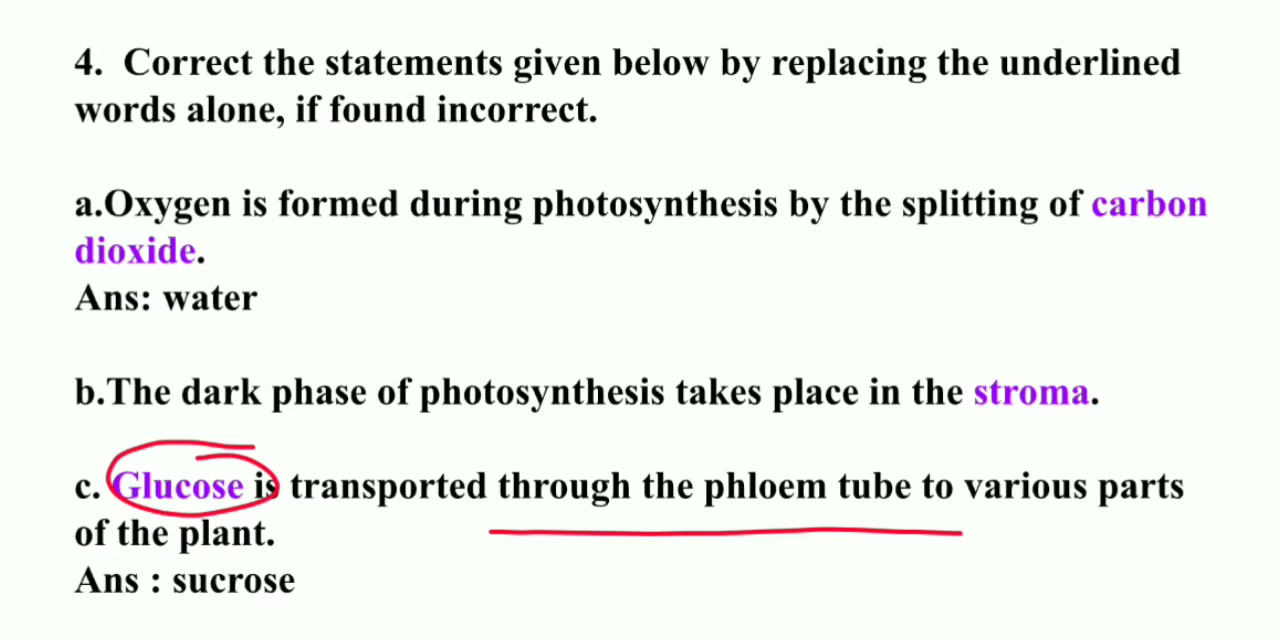 4. Correct the statements given below by replacing the underlined
words alone, if found incorrect.
a.Oxygen is formed during photosynthesis by the splitting of carbon
dioxide.
Ans: water
b.The dark phase of photosynthesis takes place in the stroma.
c. Glucose is transported through the phloem tube to various parts
of the plant.
Ans : sucrose